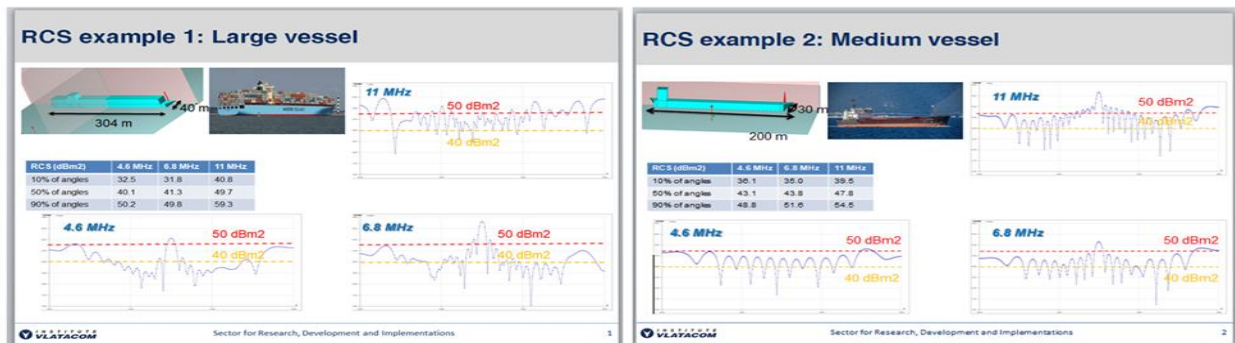 RCS example 1: Large vessel
40 m
304 m
11 MHz
50 dBm2
40 dBm2
RCS (dBm2) 4.6 MHz 6.8 MHz 11 MHz
10% of angles 32.5 31.8 40.8
50% of angles 40.1 41.3 49.7
90% of angles 50.2 49.8 59.3
4.6 MHz
50 dBm2
40 dBm2
6.8 MHz
50 dBm2
40 dBm2
INSTITUTE
VLATACOM
Sector for Research, Development and Implementations
1
RCS example 2: Medium vessel
30 m
200 m
11 MHz
50 dBm2
40 dBm2
RCS (dBm2) 4.6 MHz 6.8 MHz 11 MHz
10% of angles 36.1 35.0 39.5
50% of angles 43.1 43.8 47.8
90% of angles 48.8 51.6 54.5
4.6 MHz
50 dBm2
40 dBm2
6.8 MHz
50 dBm2
40 dBm2
INSTITUTE
VLATACOM
Sector for Research, Development and Implementations
2